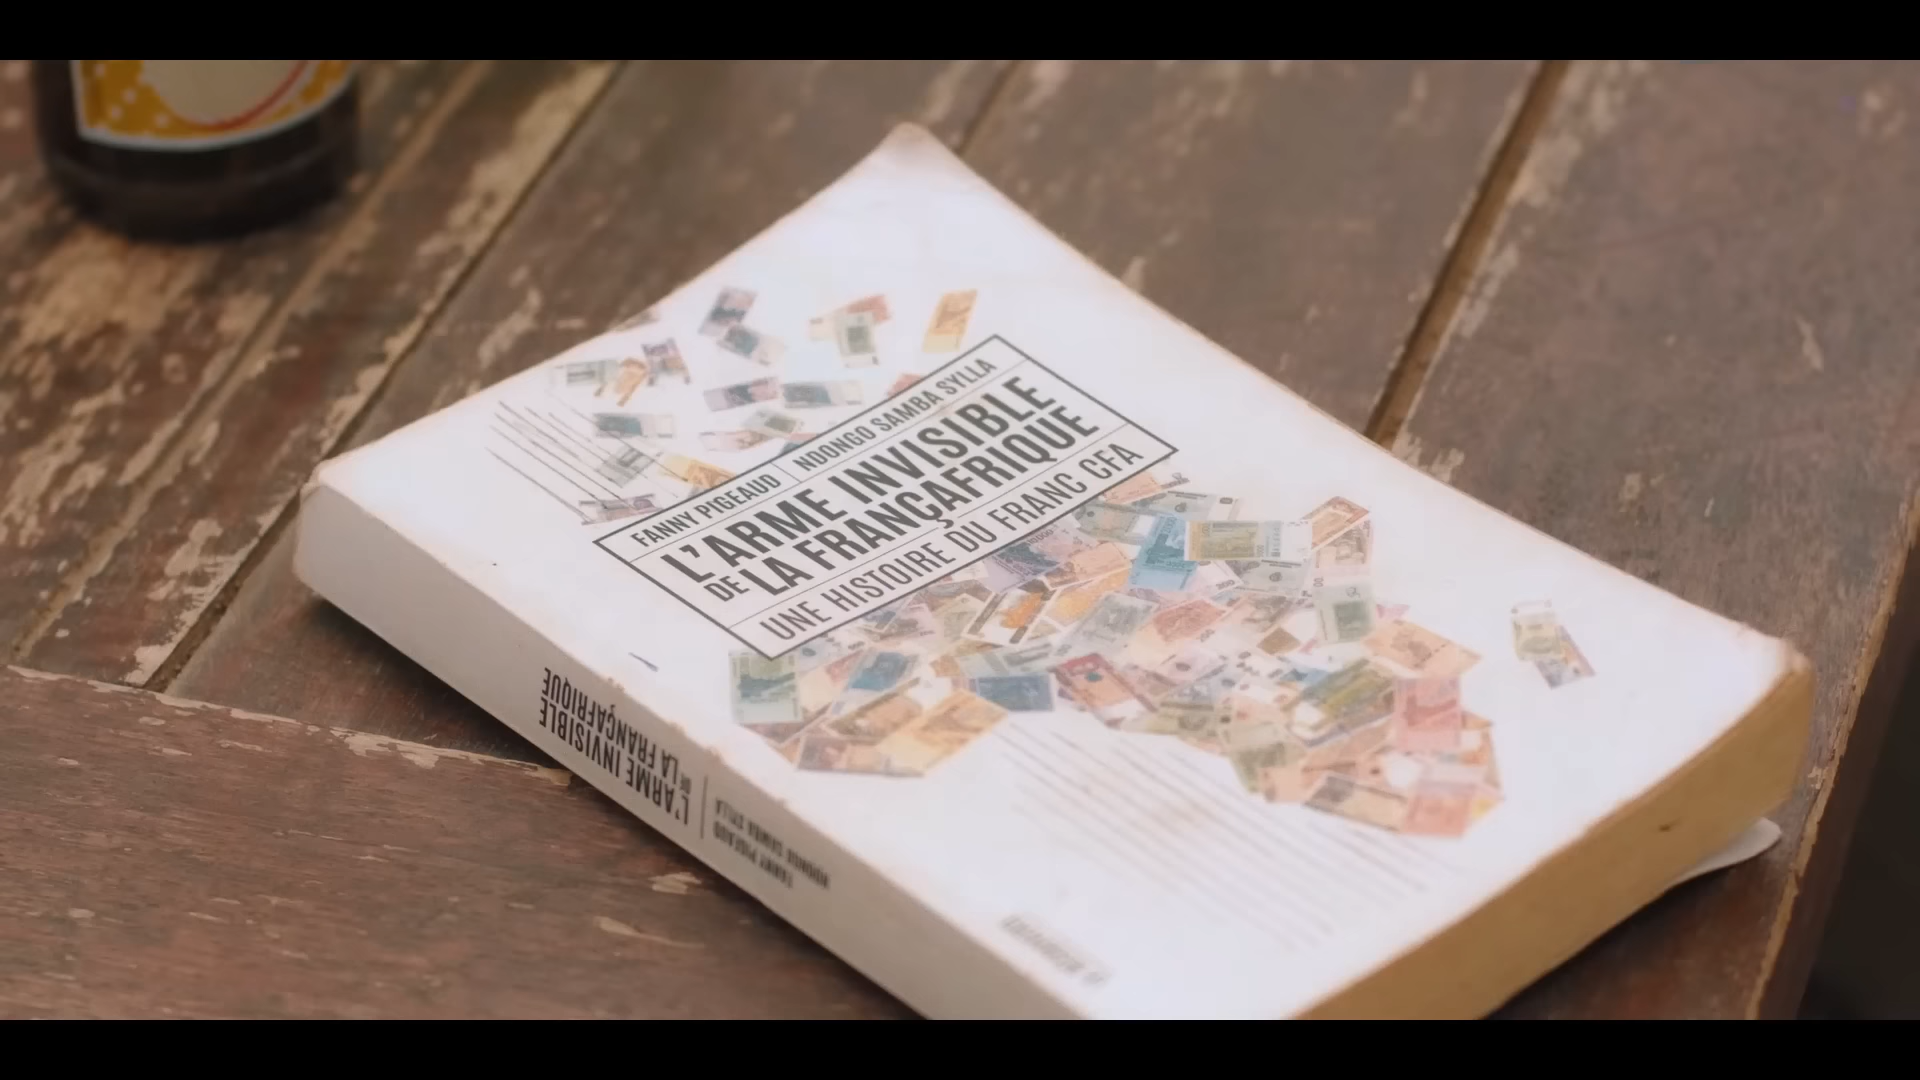 FANNY PIGEAUD | NDONGO SAMBA SYLLA
L'ARME INVISIBLE
DE LA FRANÇAFRIQUE
UNE HISTOIRE DU FRANC CFA
L'ARME INVISIBLE
DE LA FRANÇAFRIQUE
FANNY PIGEAUD
NDONGO SAMBA SYLLA